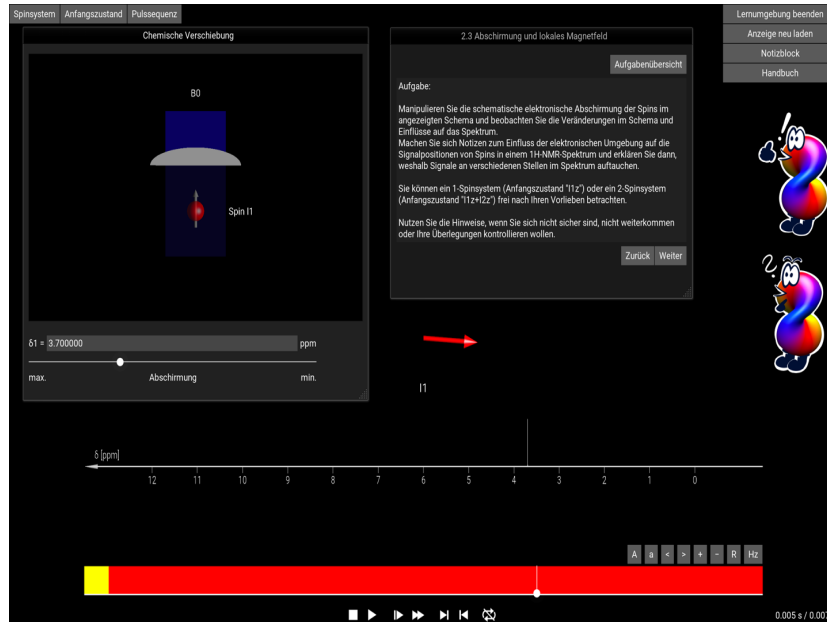 Spinsystem Anfangszustand Pulssequenz
Lernumgebung beenden
Anzeige neu laden
Notizblock
Handbuch
Chemische Verschiebung
B0
Spin I1
δ1 = 3.700000 ppm
max. Abschirmung min.
2.3 Abschirmung und lokales Magnetfeld
Aufgabenübersicht
Aufgabe:
Manipulieren Sie die schematische elektronische Abschirmung der Spins im
angezeigten Schema und beobachten Sie die Veränderungen im Schema und
Einflüsse auf das Spektrum.
Machen Sie sich Notizen zum Einfluss der elektronischen Umgebung auf die
Signalpositionen von Spins in einem 1H-NMR-Spektrum und erklären Sie dann,
weshalb Signale an verschiedenen Stellen im Spektrum auftauchen.
Sie können ein 1-Spinsystem (Anfangszustand "I1z") oder ein 2-Spinsystem
(Anfangszustand "I1z+I2z") frei nach Ihren Vorlieben betrachten.
Nutzen Sie die Hinweise, wenn Sie sich nicht sicher sind, nicht weiterkommen
oder Ihre Überlegungen kontrollieren wollen.
Zurück Weiter
I1
δ [ppm]
12 11 10 9 8 7 6 5 4 3 2 1 0
A a < > + - R Hz
0.005 s / 0.007